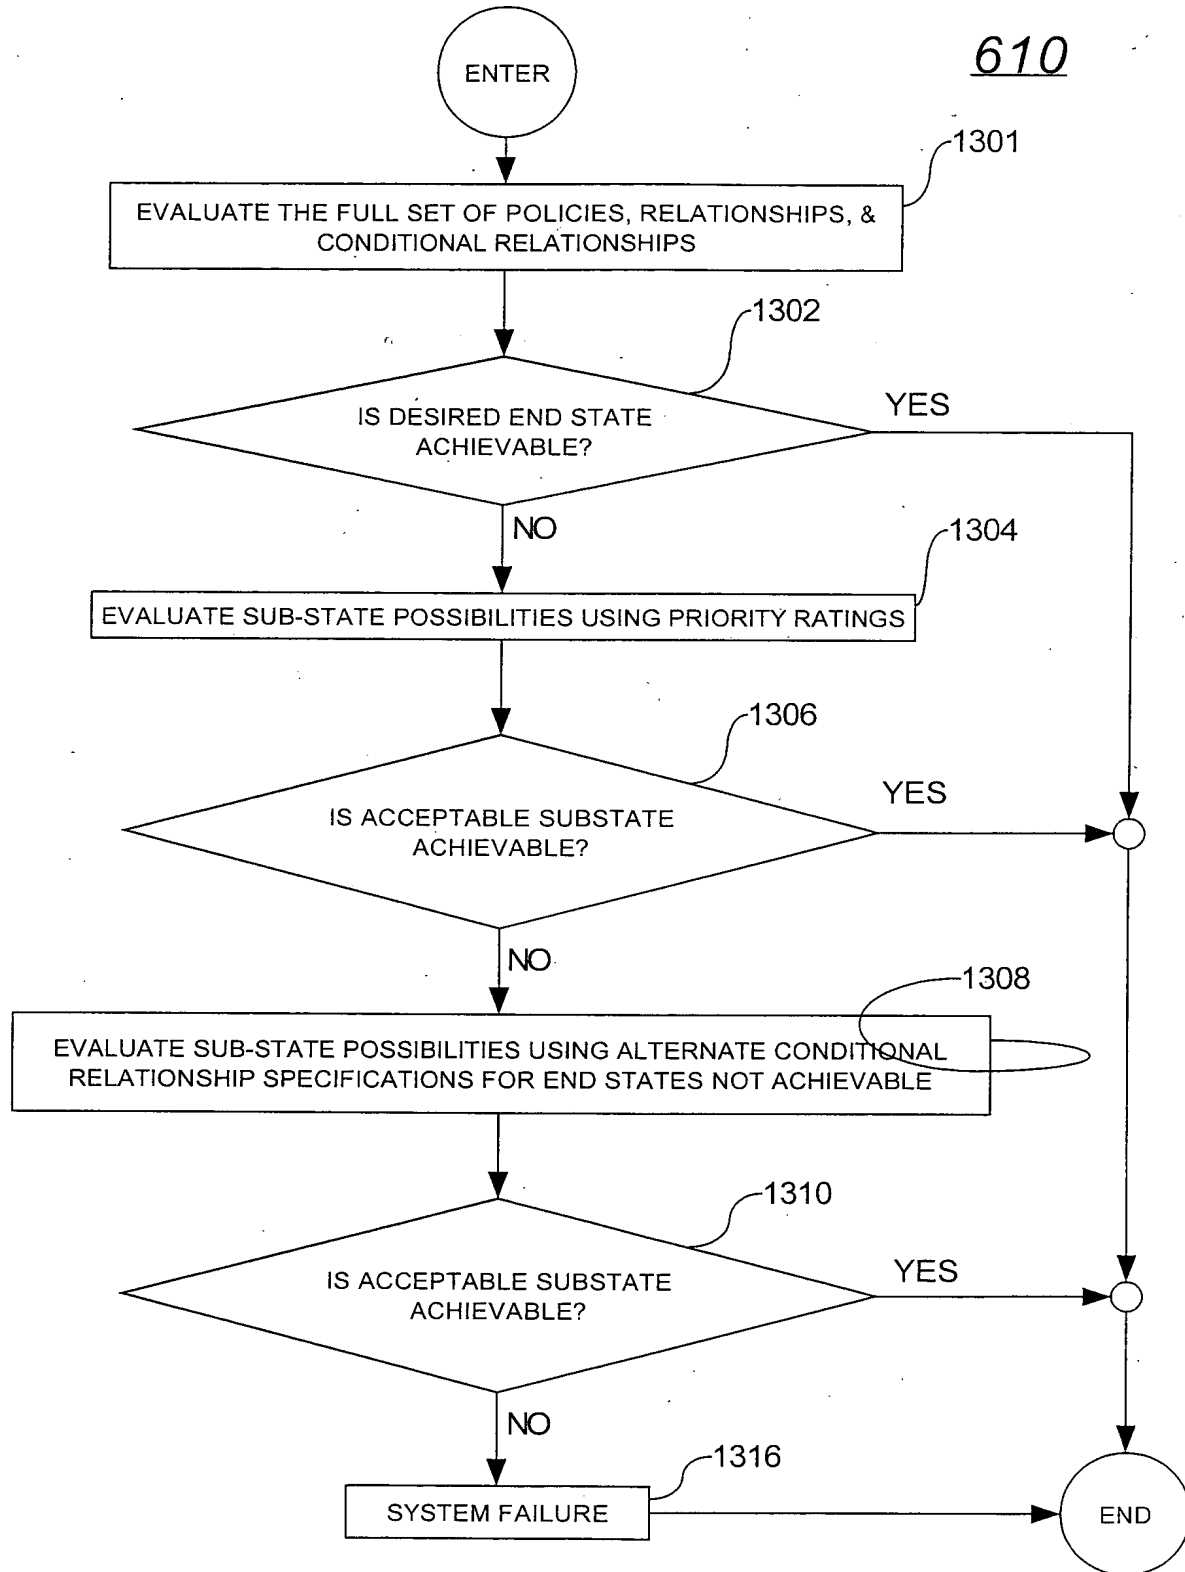 610
ENTER
1301
EVALUATE THE FULL SET OF POLICIES, RELATIONSHIPS, &
CONDITIONAL RELATIONSHIPS
1302
IS DESIRED END STATE
ACHIEVABLE?
YES
NO
1304
EVALUATE SUB-STATE POSSIBILITIES USING PRIORITY RATINGS
1306
IS ACCEPTABLE SUBSTATE
ACHIEVABLE?
YES
NO
1308
EVALUATE SUB-STATE POSSIBILITIES USING ALTERNATE CONDITIONAL
RELATIONSHIP SPECIFICATIONS FOR END STATES NOT ACHIEVABLE
1310
IS ACCEPTABLE SUBSTATE
ACHIEVABLE?
YES
NO
1316
SYSTEM FAILURE
END